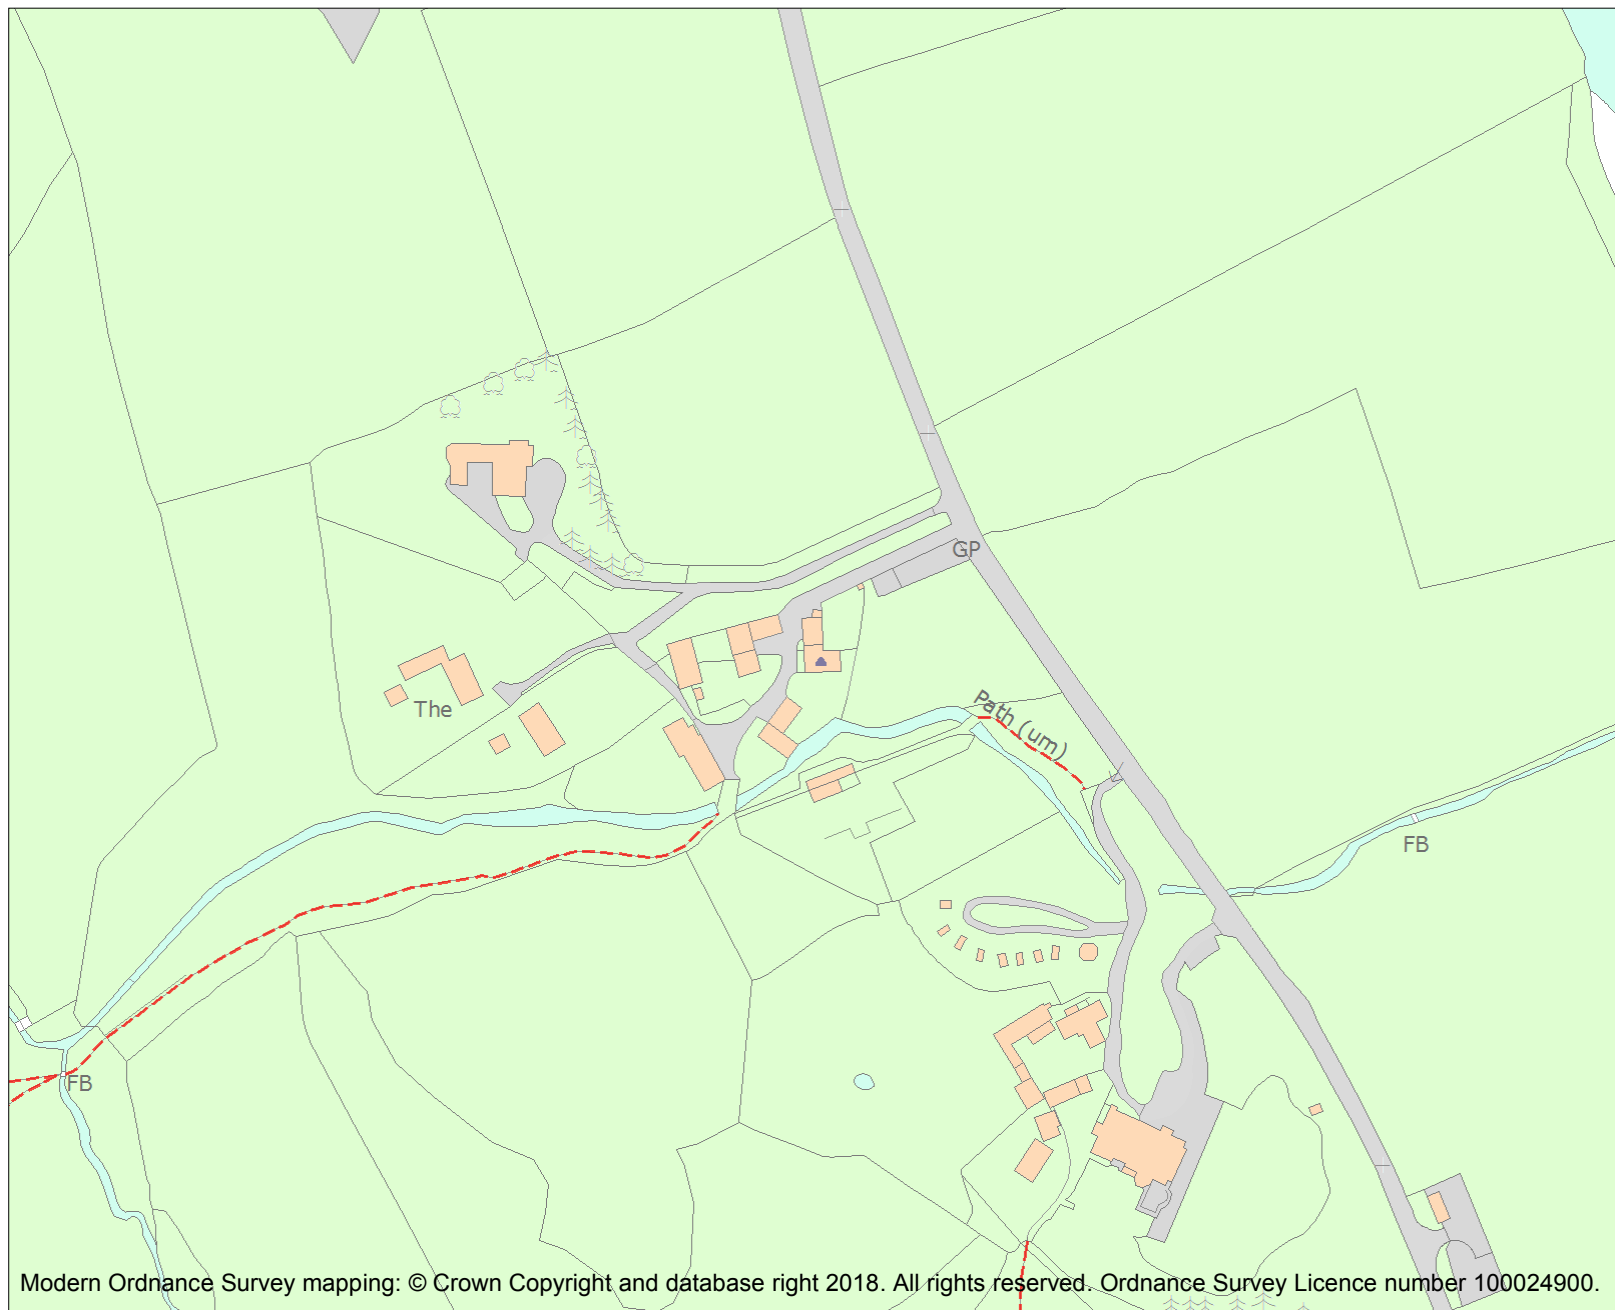 GP
Path (um)
The
FB
FB
Modern Ordnance Survey mapping: © Crown Copyright and database right 2018. All rights reserved. Ordnance Survey Licence number 100024900.